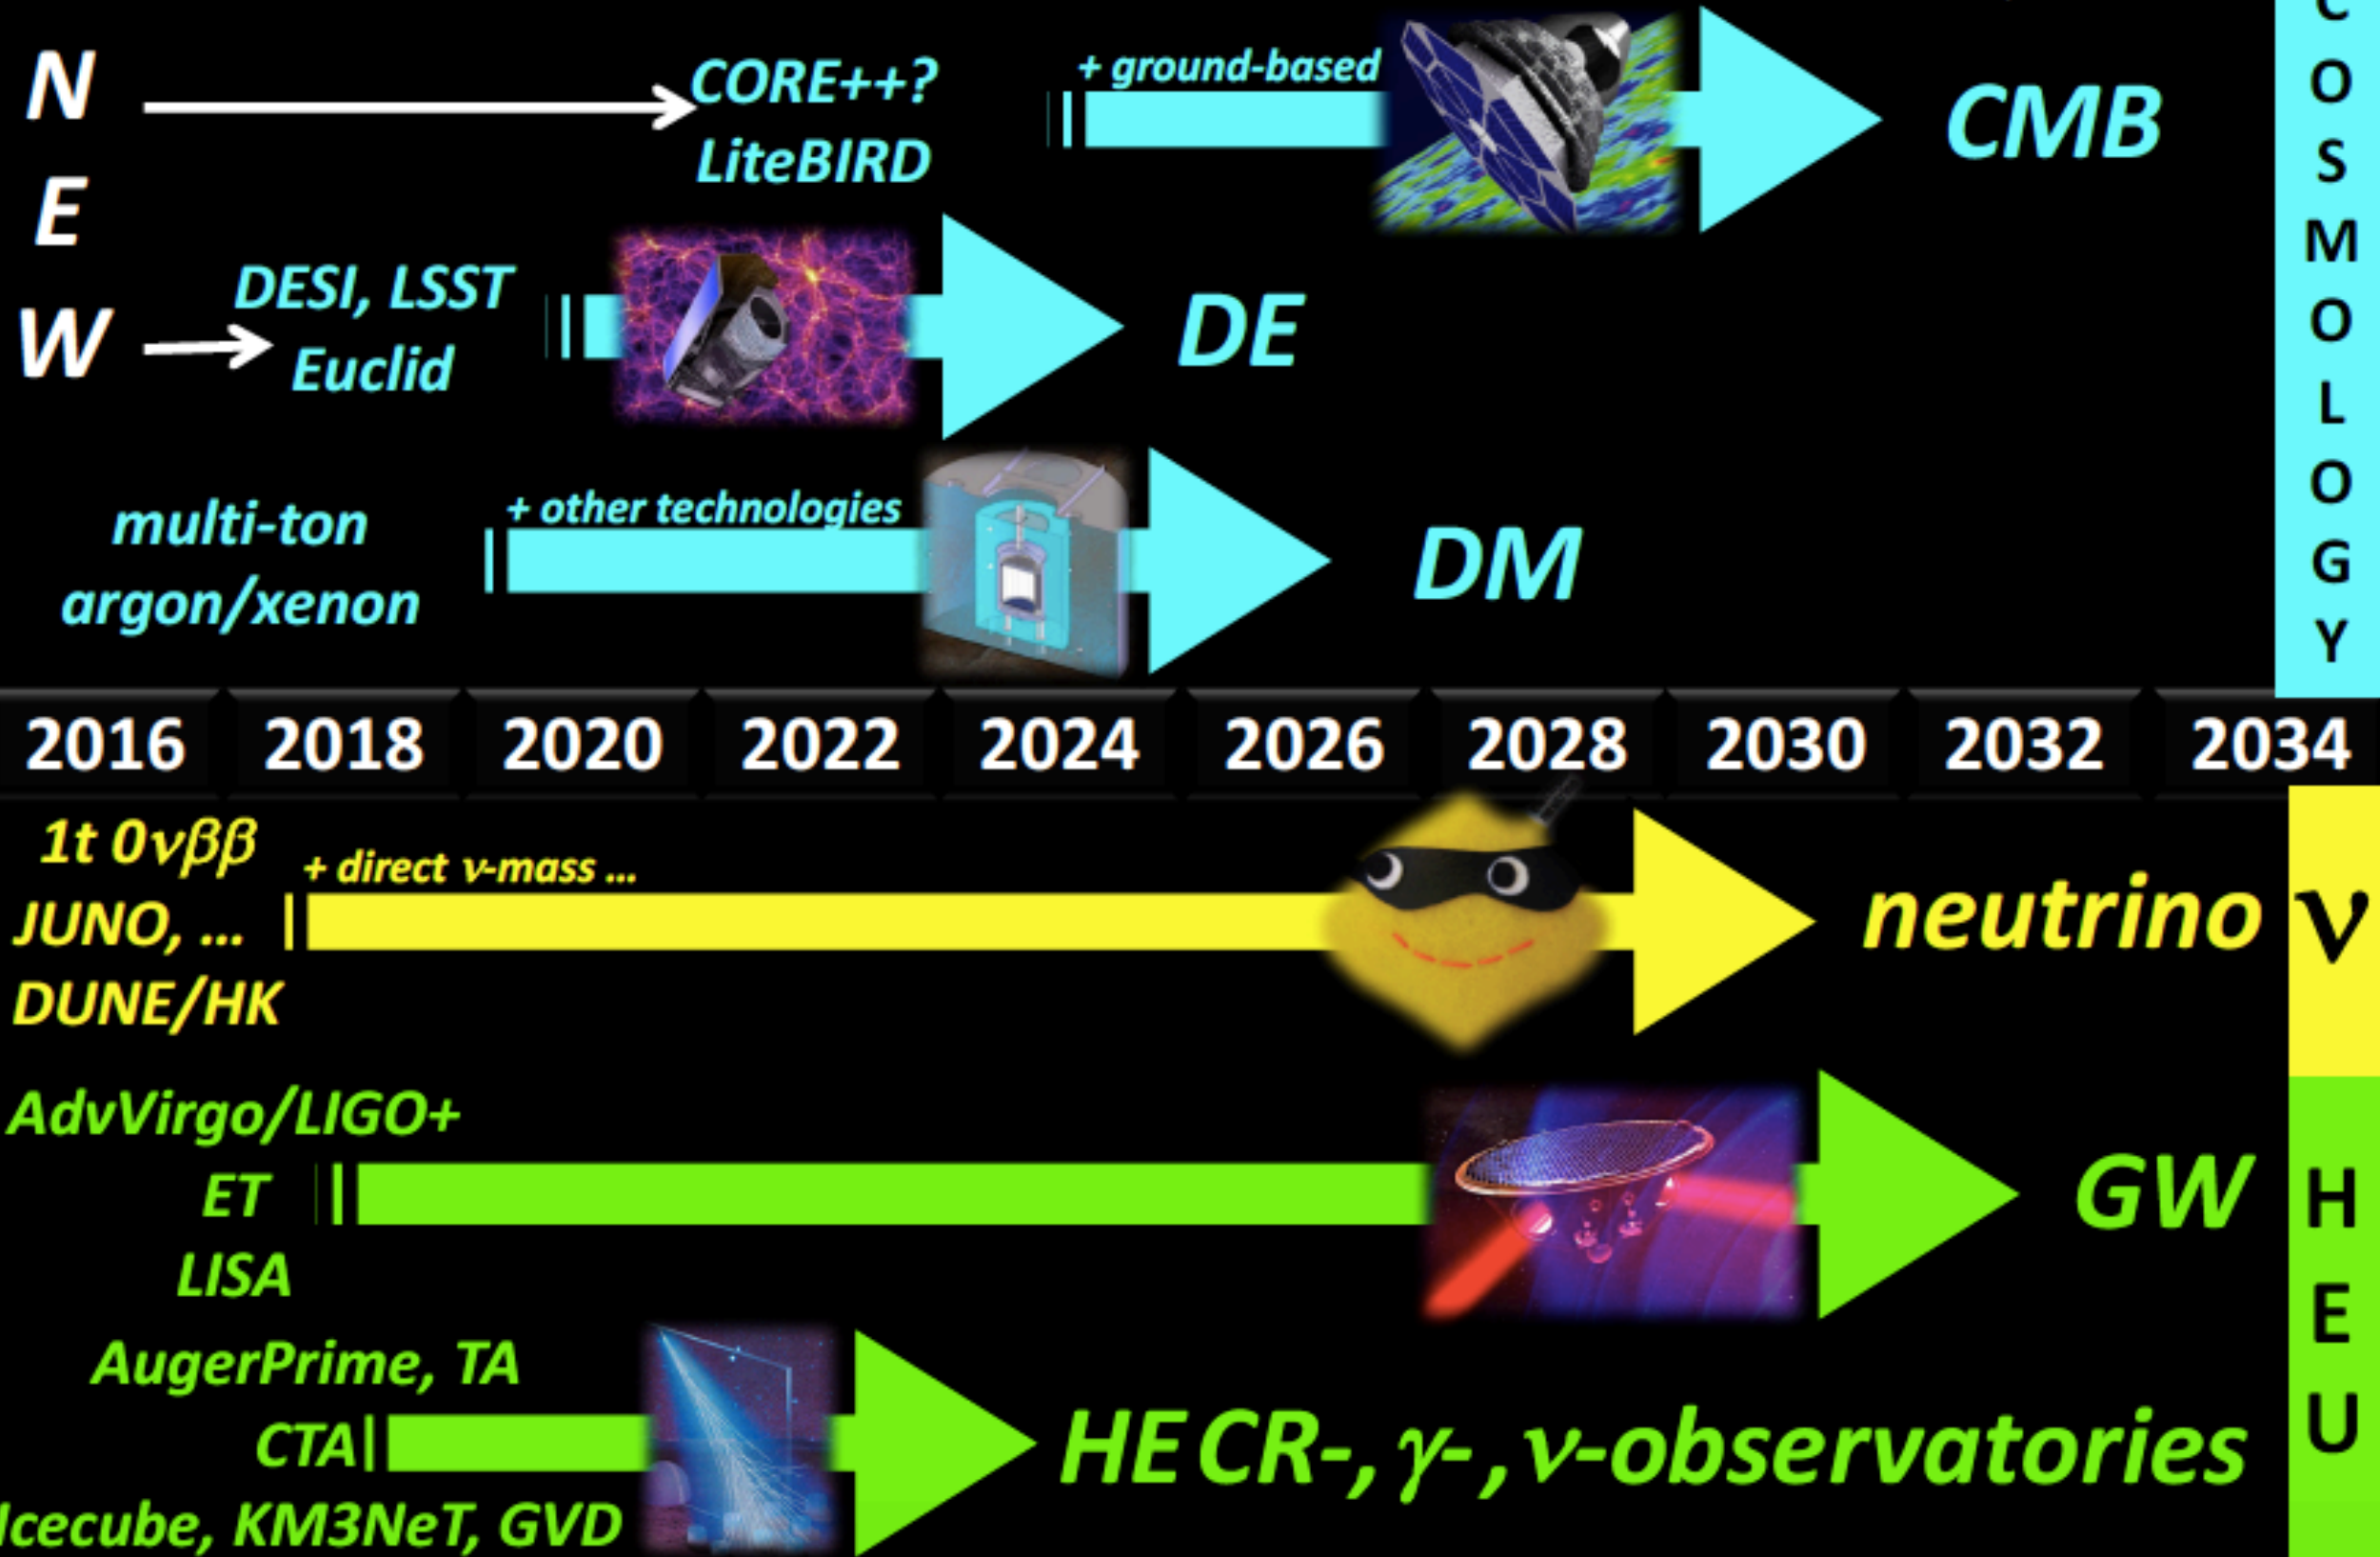 N
E
W
CORE++?
LiteBIRD
+ ground-based
CMB
DESI, LSST
Euclid
DE
multi-ton
argon/xenon
+ other technologies
DM
COSMOLOGY
2016 2018 2020 2022 2024 2026 2028 2030 2032 2034
1t 0νββ
JUNO, ...
DUNE/HK
+ direct ν-mass ...
neutrino
ν
AdvVirgo/LIGO+
ET
LISA
GW
AugerPrime, TA
CTA
Icecube, KM3NeT, GVD
HE CR-, γ-, ν-observatories
HEU